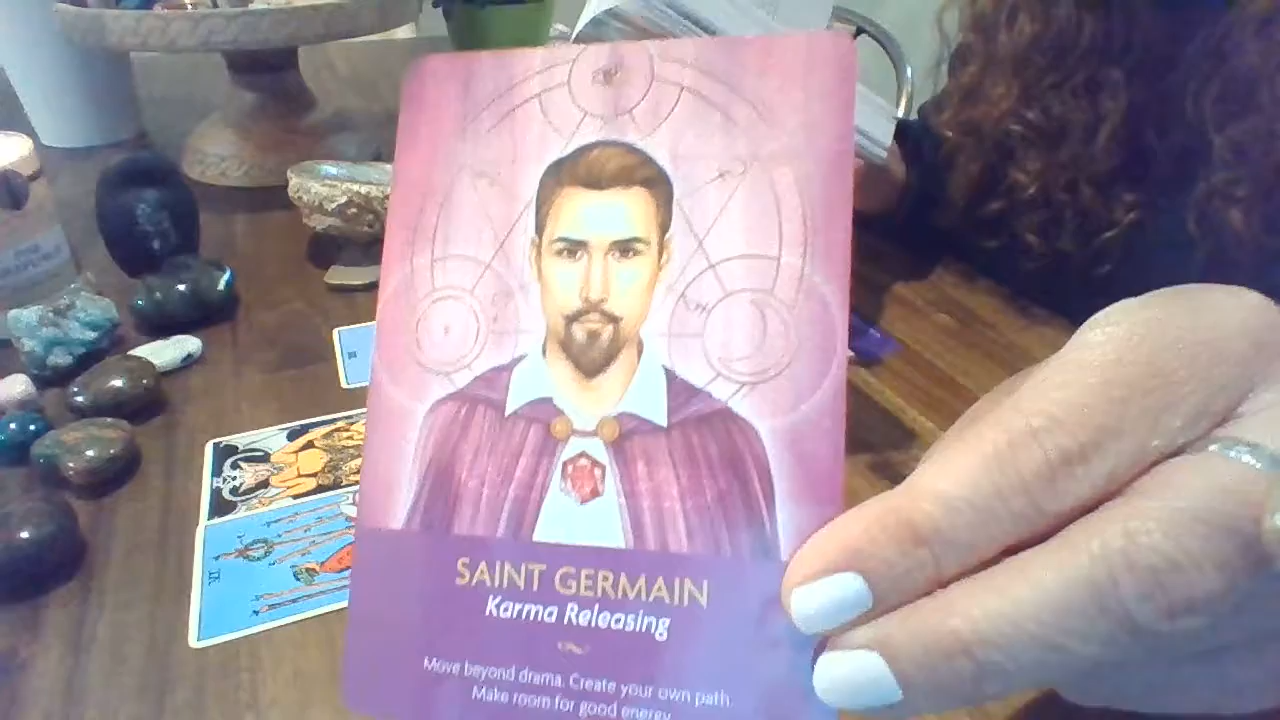 SAINT GERMAIN
Karma Releasing
Move beyond drama. Create your own path.
Make room for good energy